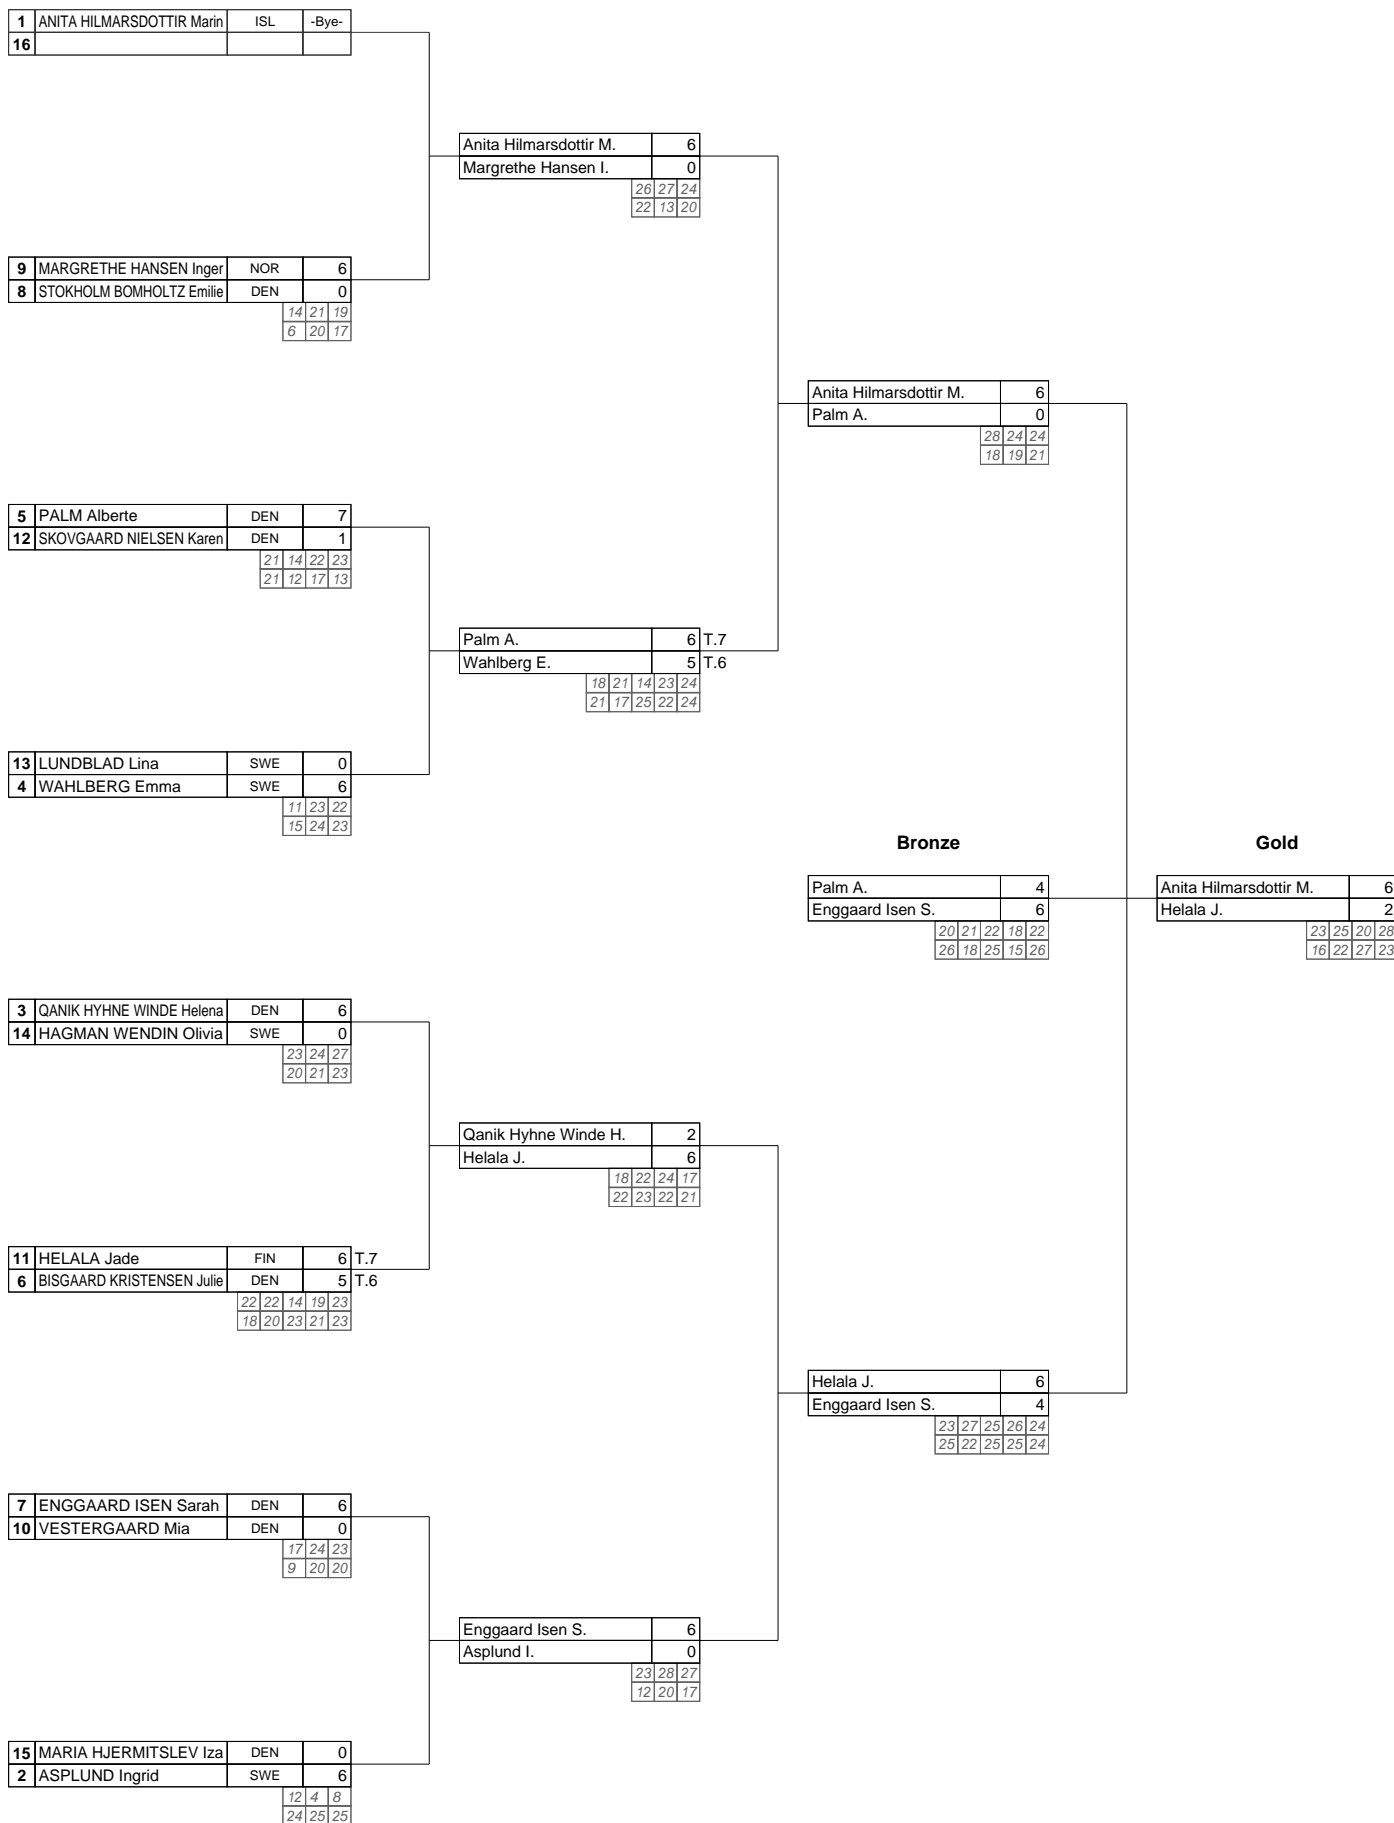 1 ANITA HILMARSDOTTIR Marin ISL -Bye-
16
Anita Hilmarsdottir M. 6
Margrethe Hansen I. 0
26 27 24
22 13 20
9 MARGRETHE HANSEN Inger NOR 6
8 STOKHOLM BOMHOLTZ Emilie DEN 0
14 21 19
6 20 17
Anita Hilmarsdottir M. 6
Palm A. 0
28 24 24
18 19 21
5 PALM Alberte DEN 7
12 SKOVGAARD NIELSEN Karen DEN 1
21 14 22 23
21 12 17 13
Palm A. 6 T.7
Wahlberg E. 5 T.6
18 21 14 23 24
21 17 25 22 24
13 LUNDBLAD Lina SWE 0
4 WAHLBERG Emma SWE 6
11 23 22
15 24 23
Bronze Gold
Palm A. 4 Anita Hilmarsdottir M. 6
Enggaard Isen S. 6 Helala J. 2
20 21 22 18 22 23 25 20 28
26 18 25 15 26 16 22 27 23
3 QANIK HYHNE WINDE Helena DEN 6
14 HAGMAN WENDIN Olivia SWE 0
23 24 27
20 21 23
Qanik Hyhne Winde H. 2
Helala J. 6
18 22 24 17
22 23 22 21
11 HELALA Jade FIN 6 T.7
6 BISGAARD KRISTENSEN Julie DEN 5 T.6
22 22 14 19 23
18 20 23 21 23
Helala J. 6
Enggaard Isen S. 4
23 27 25 26 24
25 22 25 25 24
7 ENGGAARD ISEN Sarah DEN 6
10 VESTERGAARD Mia DEN 0
17 24 23
9 20 20
Enggaard Isen S. 6
Asplund I. 0
23 28 27
12 20 17
15 MARIA HJERMITSLEV Iza DEN 0
2 ASPLUND Ingrid SWE 6
12 4 8
24 25 25